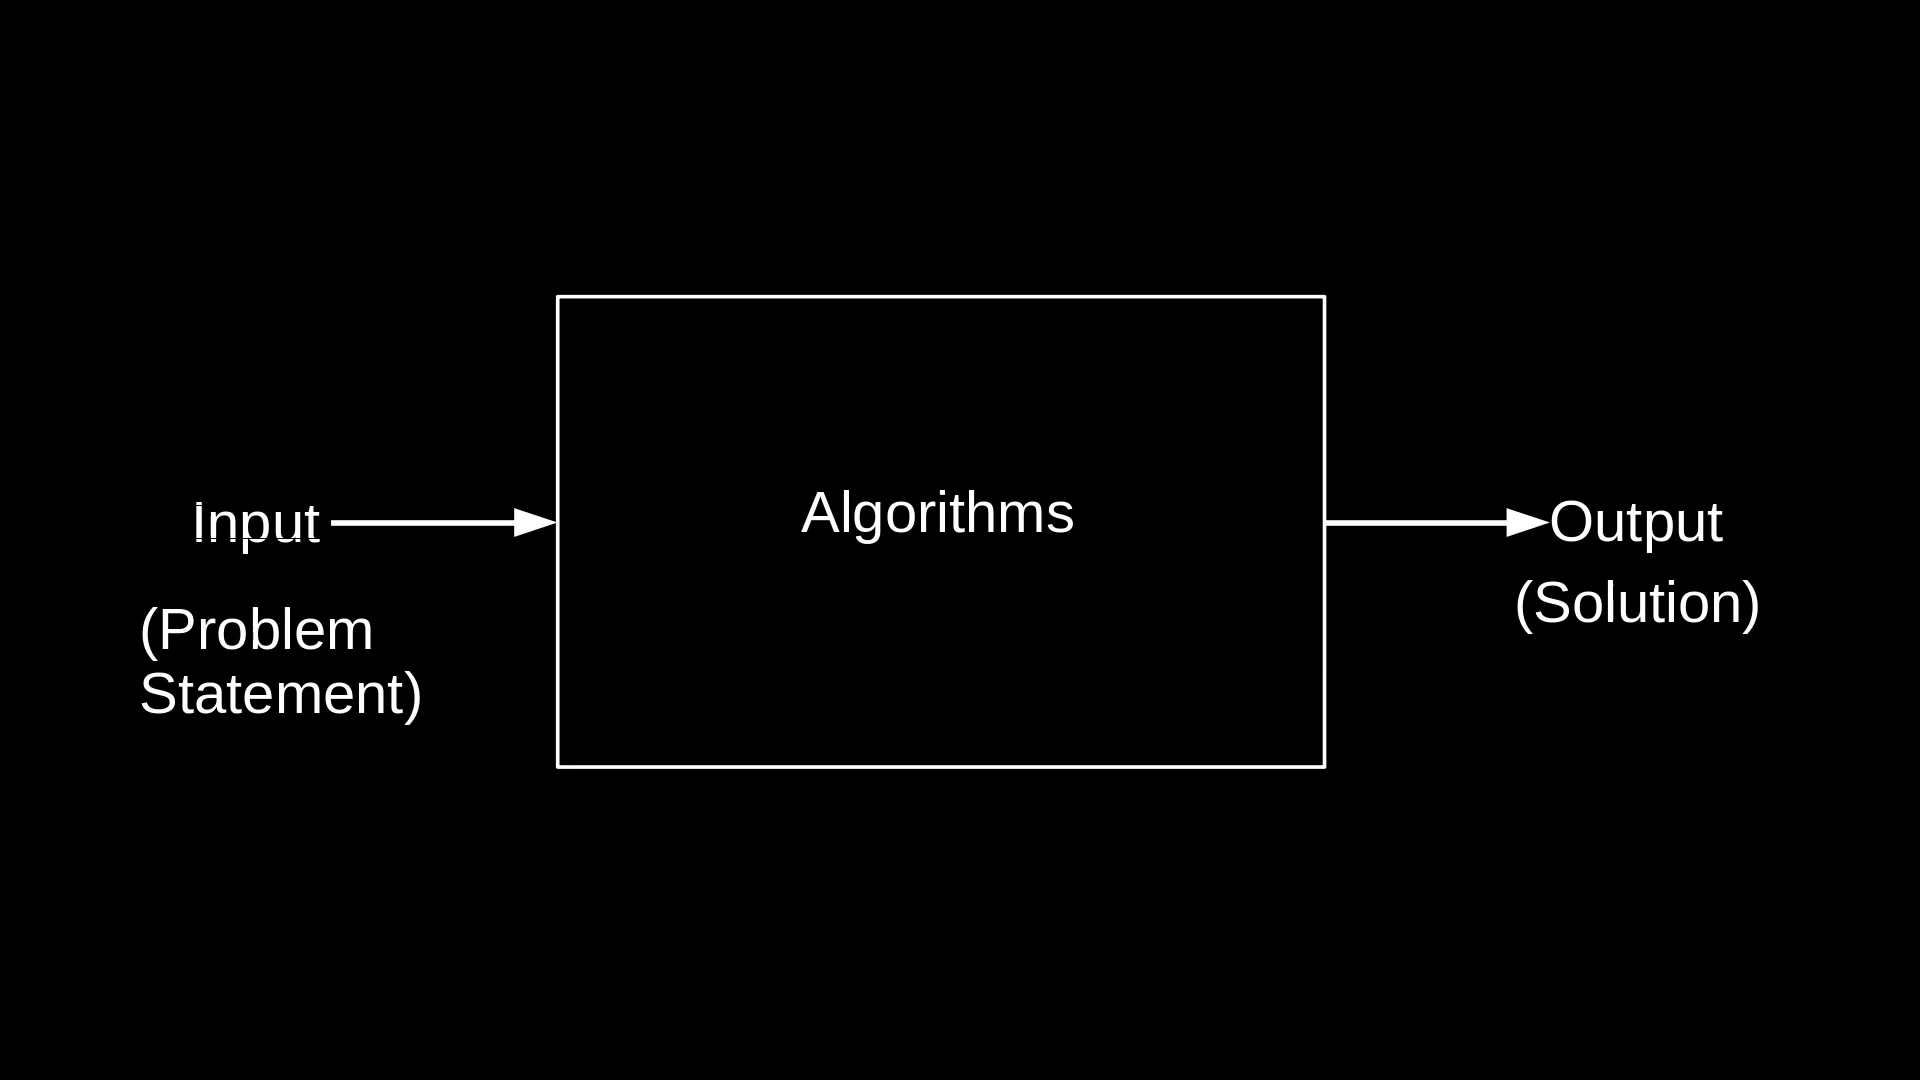 Input
Algorithms
Output
(Solution)
(Problem
Statement)